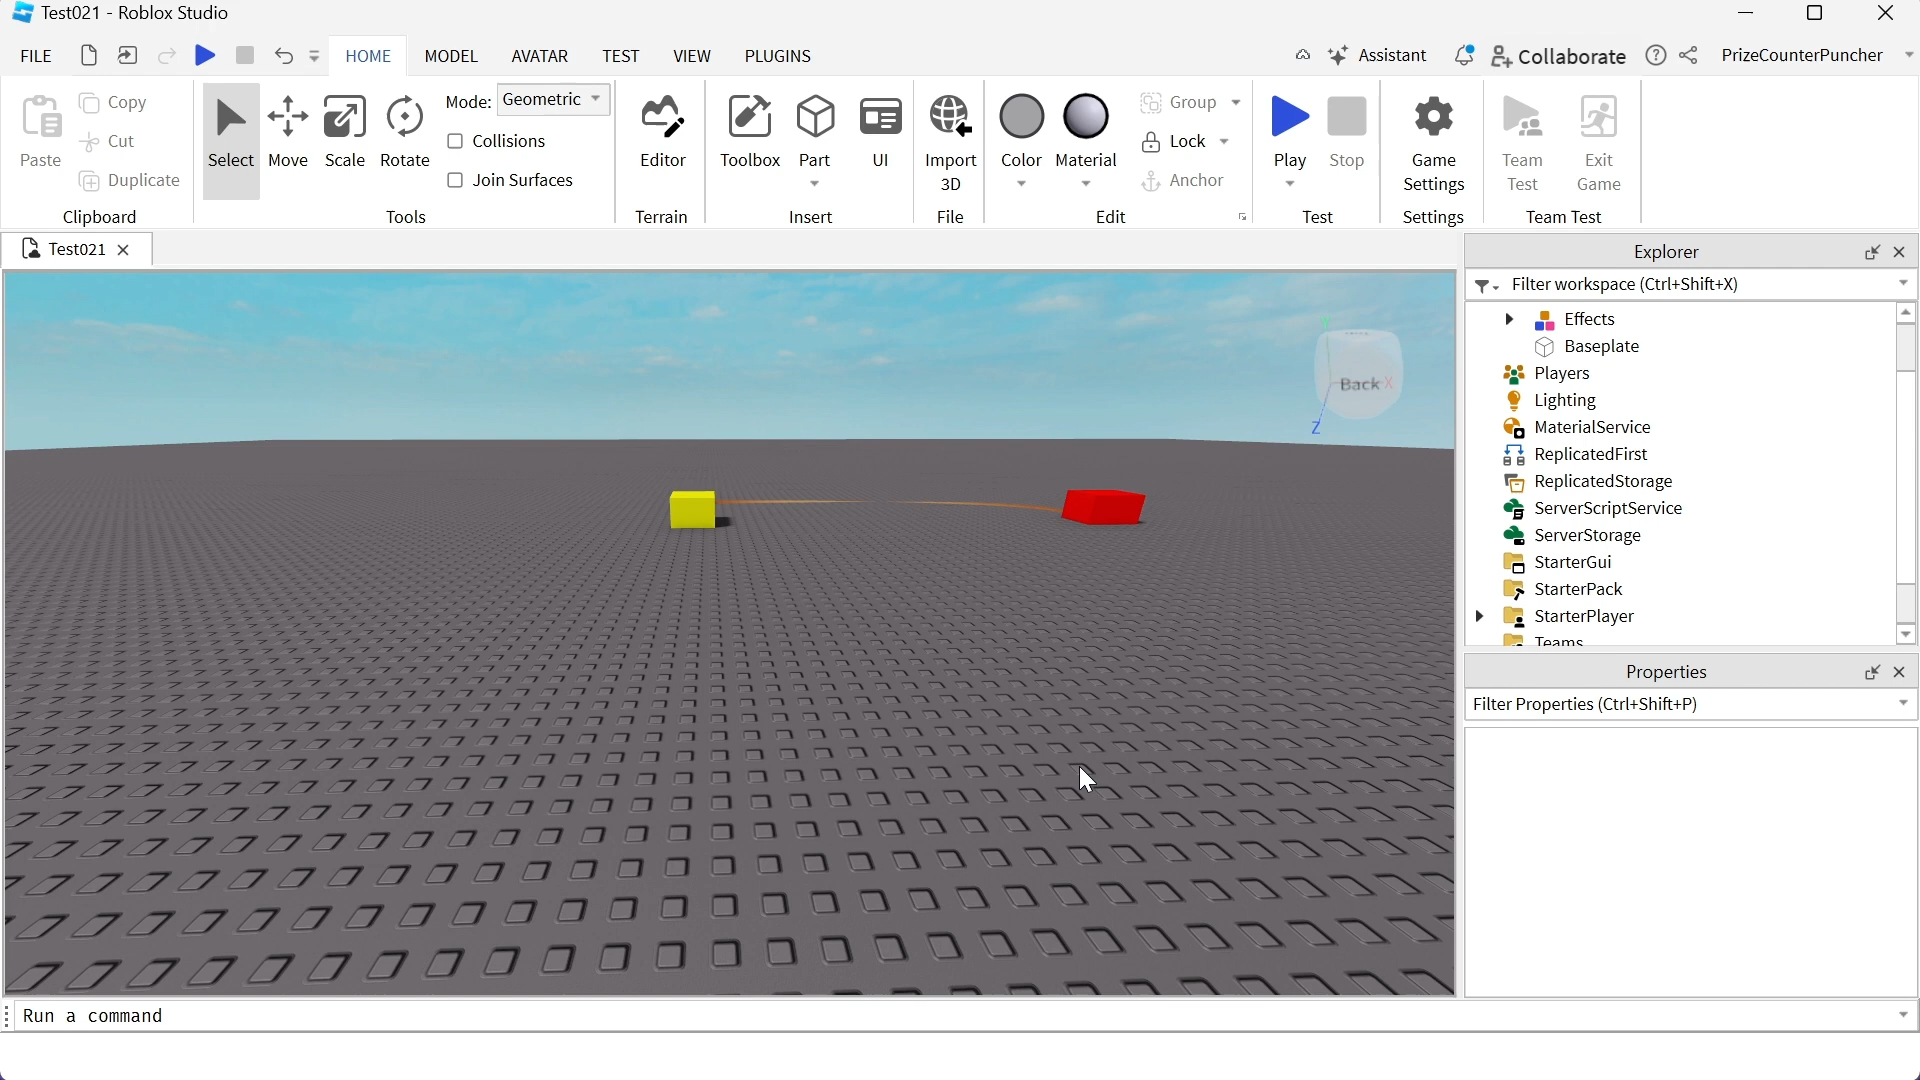 Test021 - Roblox Studio
FILE HOME MODEL AVATAR TEST VIEW PLUGINS Assistant Collaborate PrizeCounterPuncher
Paste
Copy
Cut
Duplicate
Clipboard
Select
Move
Scale
Rotate
Mode: Geometric
Collisions
Join Surfaces
Tools
Editor
Terrain
Toolbox
Part
UI
Insert
Import
3D
File
Color
Material
Group
Lock
Anchor
Edit
Play
Stop
Test
Game
Settings
Settings
Team
Test
Exit
Game
Team Test
Test021
Back
X
Y
Z
Explorer
Filter workspace (Ctrl+Shift+X)
Effects
Baseplate
Players
Lighting
MaterialService
ReplicatedFirst
ReplicatedStorage
ServerScriptService
ServerStorage
StarterGui
StarterPack
StarterPlayer
Teams
Properties
Filter Properties (Ctrl+Shift+P)
Run a command